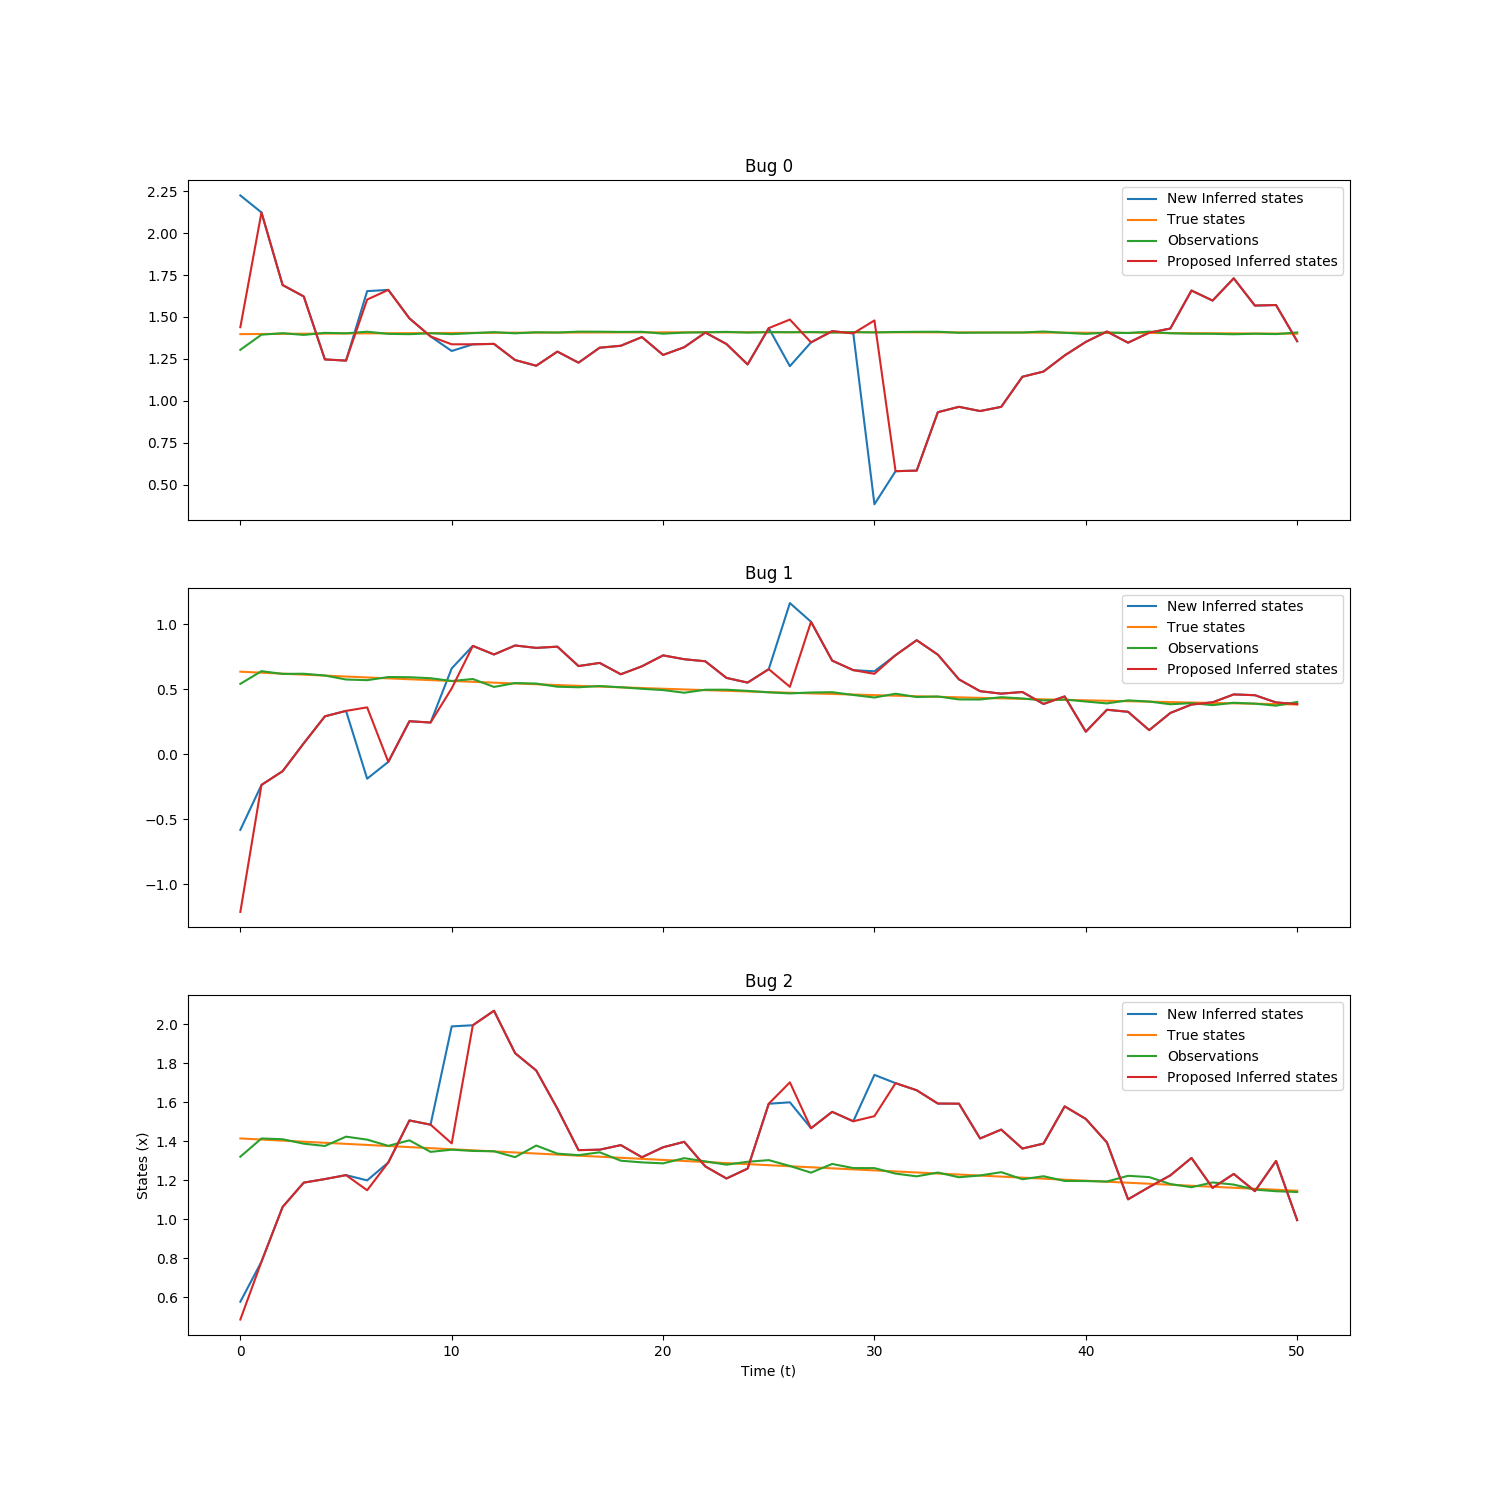 Bug 0
2.25
2.00
1.75
1.50
1.25
1.00
0.75
0.50
New Inferred states
True states
Observations
Proposed Inferred states
Bug 1
1.0
0.5
0.0
−0.5
−1.0
New Inferred states
True states
Observations
Proposed Inferred states
Bug 2
States (x)
2.0
1.8
1.6
1.4
1.2
1.0
0.8
0.6
New Inferred states
True states
Observations
Proposed Inferred states
0 10 20 30 40 50
Time (t)